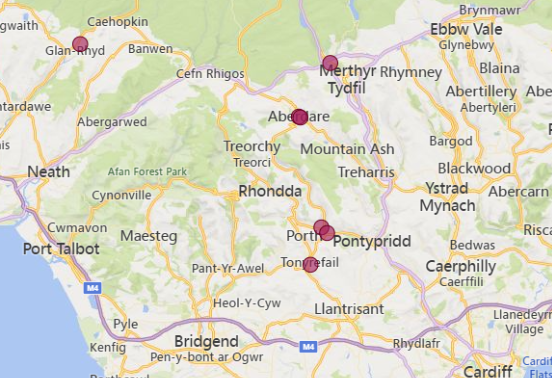 Brynmawr
Caehopkin
Ebbw Vale
Glan-Rhyd
Banwen
Glynebwy
Merthyr
Tydfil
Rhymney
Blaina
Cefn Rhigos
Abertillery
Abertyleri
Aberdare
Abergarwed
Treorchy
Treorci
Mountain Ash
Bargod
Neath
Afan Forest Park
Treharris
Blackwood
Cynonville
Rhondda
Ystrad
Mynach
Abercarn
Cwmavon
Maesteg
Porth
Pontypridd
Bedwas
Port Talbot
Pant-Yr-Awel
Tonyrefail
Caerphilly
Caerffili
M4
Heol-Y-Cyw
Llantrisant
Pyle
Village
Kenfig
Bridgend
Pen-y-bont ar Ogwr
M4
Rhydlafr
Cardiff